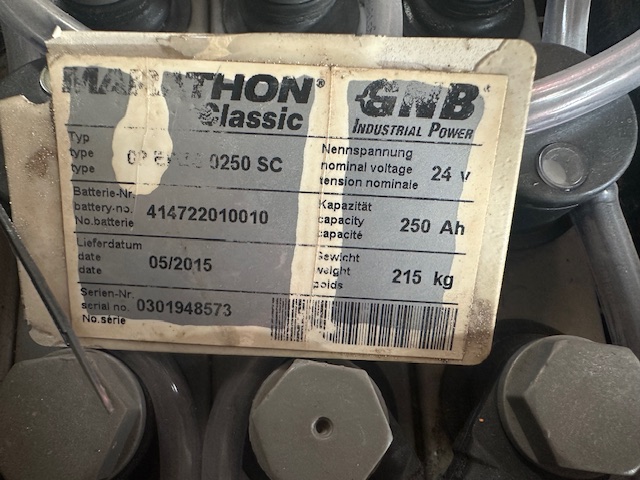 MARATHON®
Classic
GNB®
INDUSTRIAL POWER
Typ
type
type
0250 SC
Nennspannung
nominal voltage
tension nominale
24 V
Batterie-Nr.
battery-no.
No.batterie
414722010010
Kapazität
capacity
capacité
250 Ah
Lieferdatum
date
date
05/2015
Gewicht
weight
poids
215 kg
Serien-Nr.
serial no.
No.série
0301948573